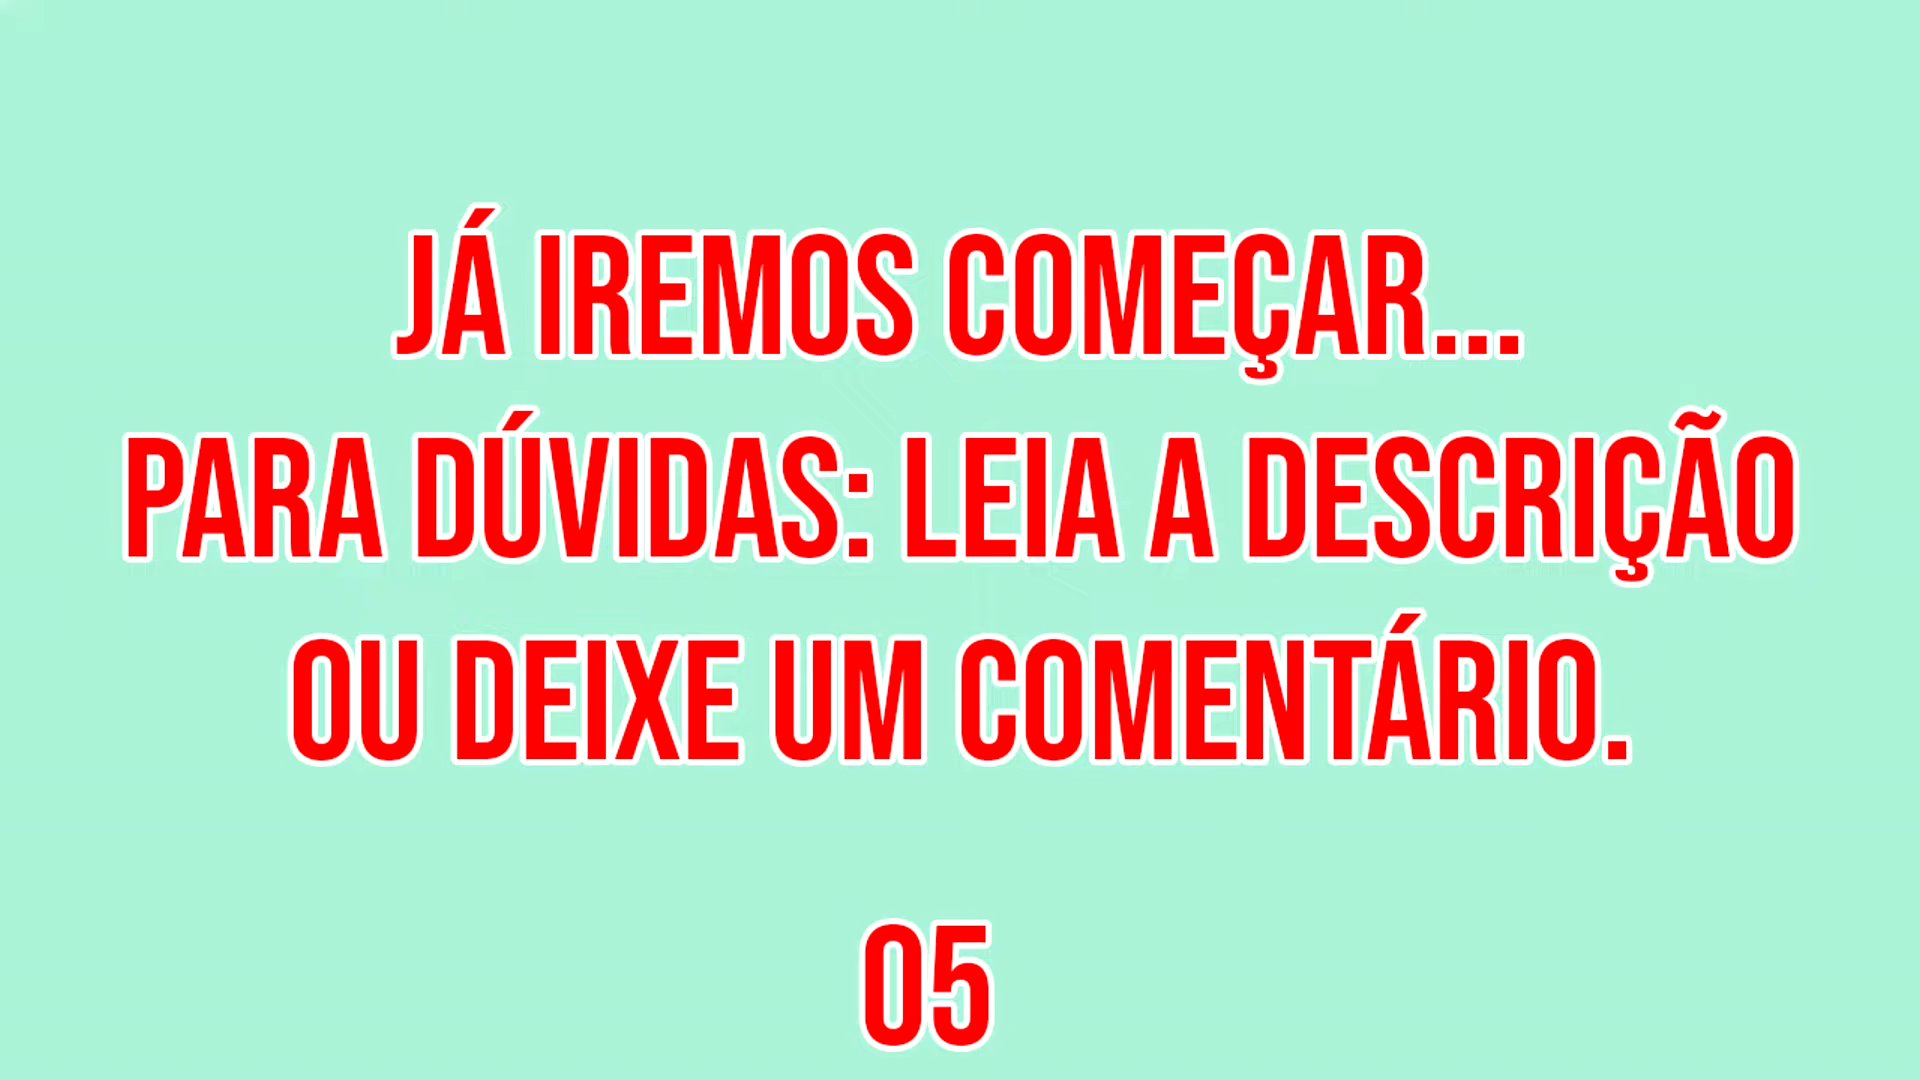 JÁ IREMOS COMEÇAR...
PARA DÚVIDAS: LEIA A DESCRIÇÃO
OU DEIXE UM COMENTÁRIO.
05